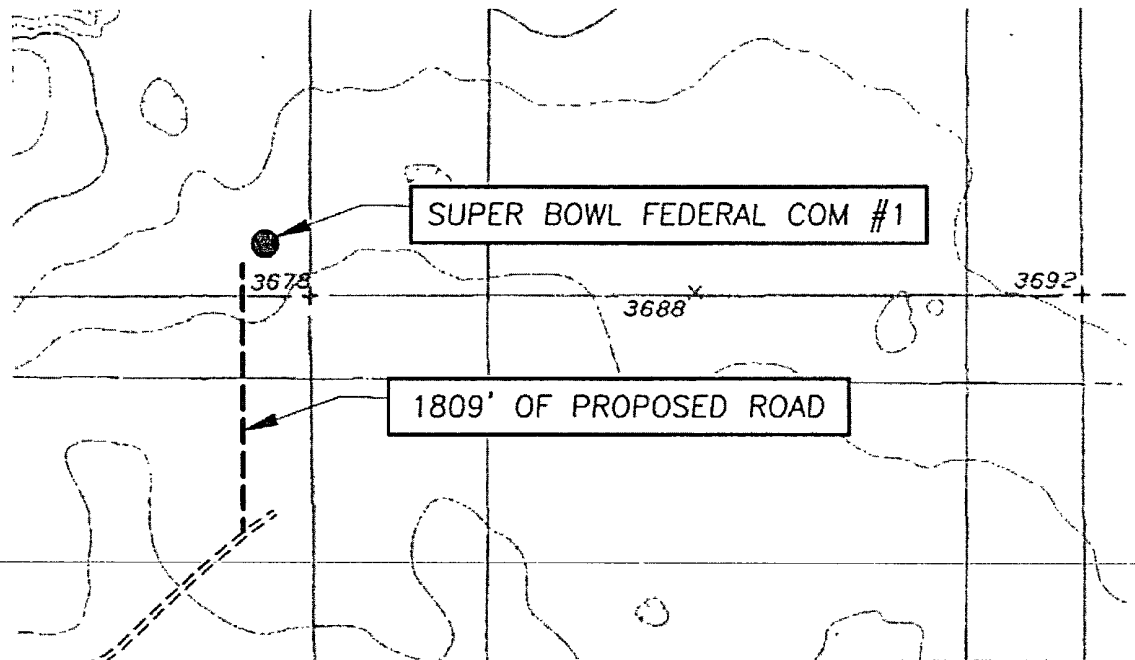 SUPER BOWL FEDERAL COM #1
3678
3688
3692
1809' OF PROPOSED ROAD